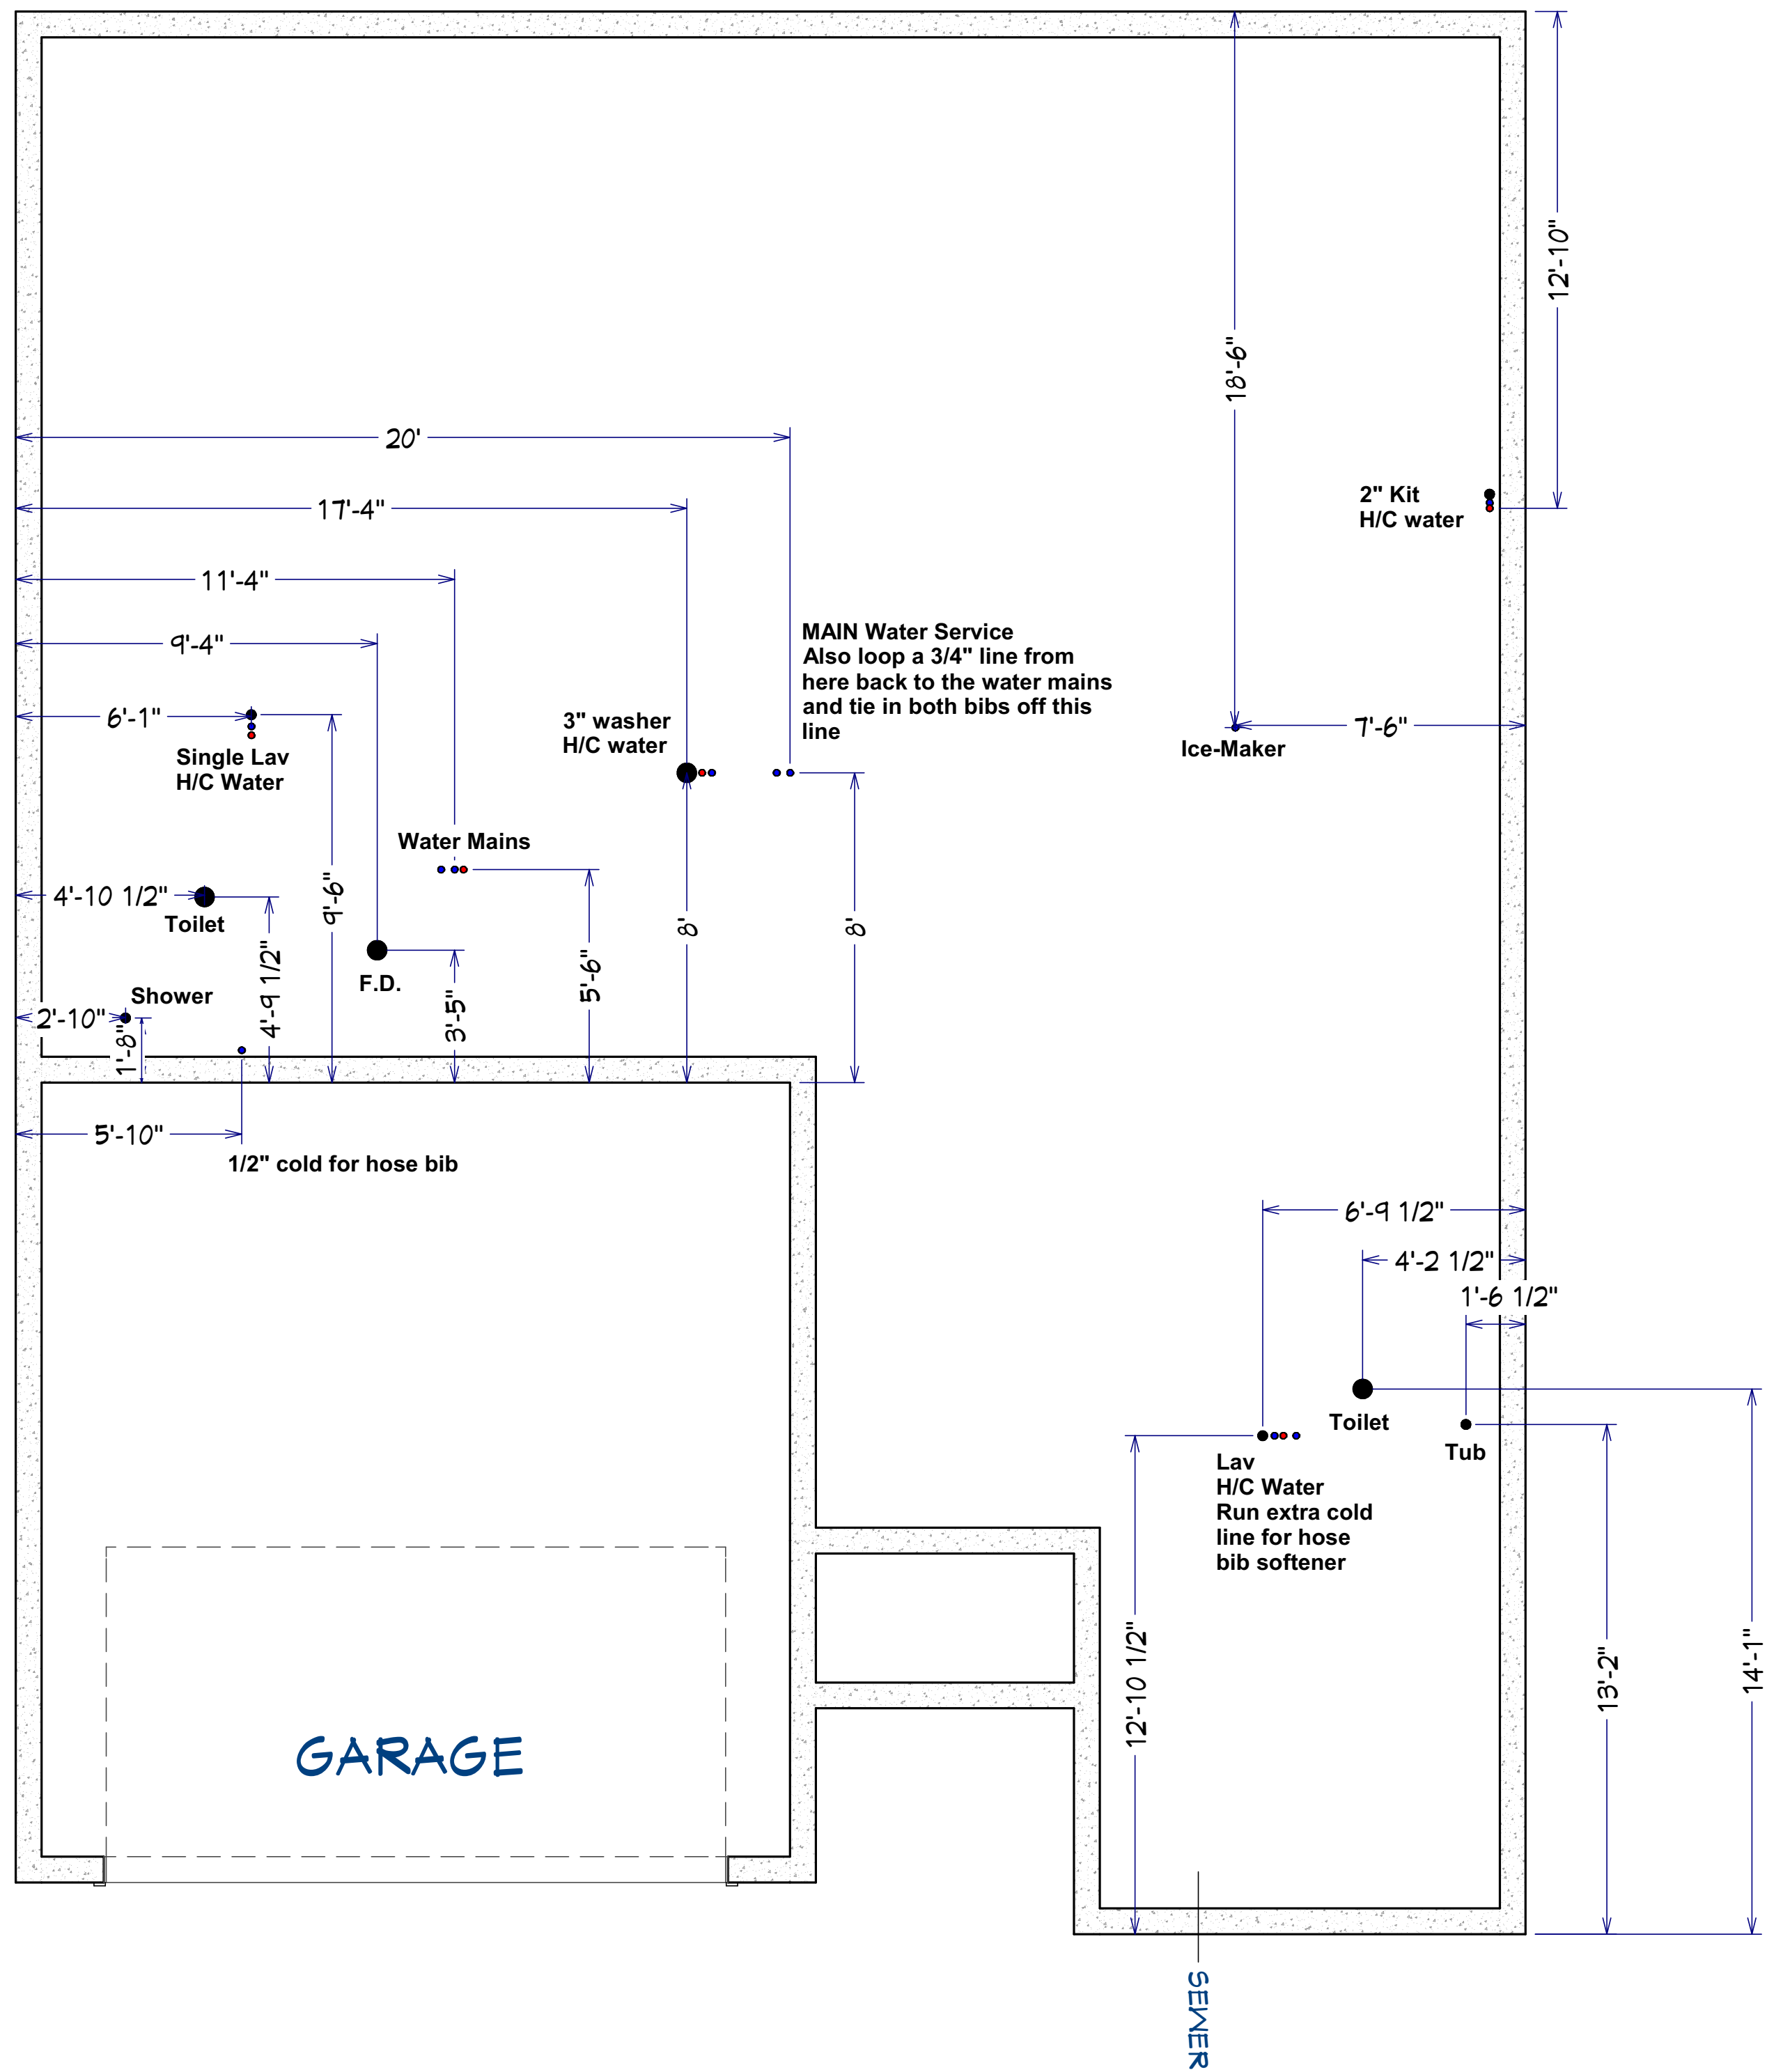 12'-10"
18'-6"
20'
2" Kit
H/C water
17'-4"
11'-4"
MAIN Water Service
Also loop a 3/4" line from
here back to the water mains
and tie in both bibs off this
line
9'-4"
6'-1"
3" washer
H/C water
7'-6"
Ice-Maker
Single Lav
H/C Water
Water Mains
4'-10 1/2"
Toilet
9'-6"
8'
8'
F.D.
4'-9 1/2"
3'-5"
5'-6"
Shower
2'-10"
1'-8"
5'-10"
1/2" cold for hose bib
6'-9 1/2"
4'-2 1/2"
1'-6 1/2"
Toilet
Tub
Lav
H/C Water
Run extra cold
line for hose
bib softener
12'-10 1/2"
13'-2"
14'-1"
GARAGE
SEWER